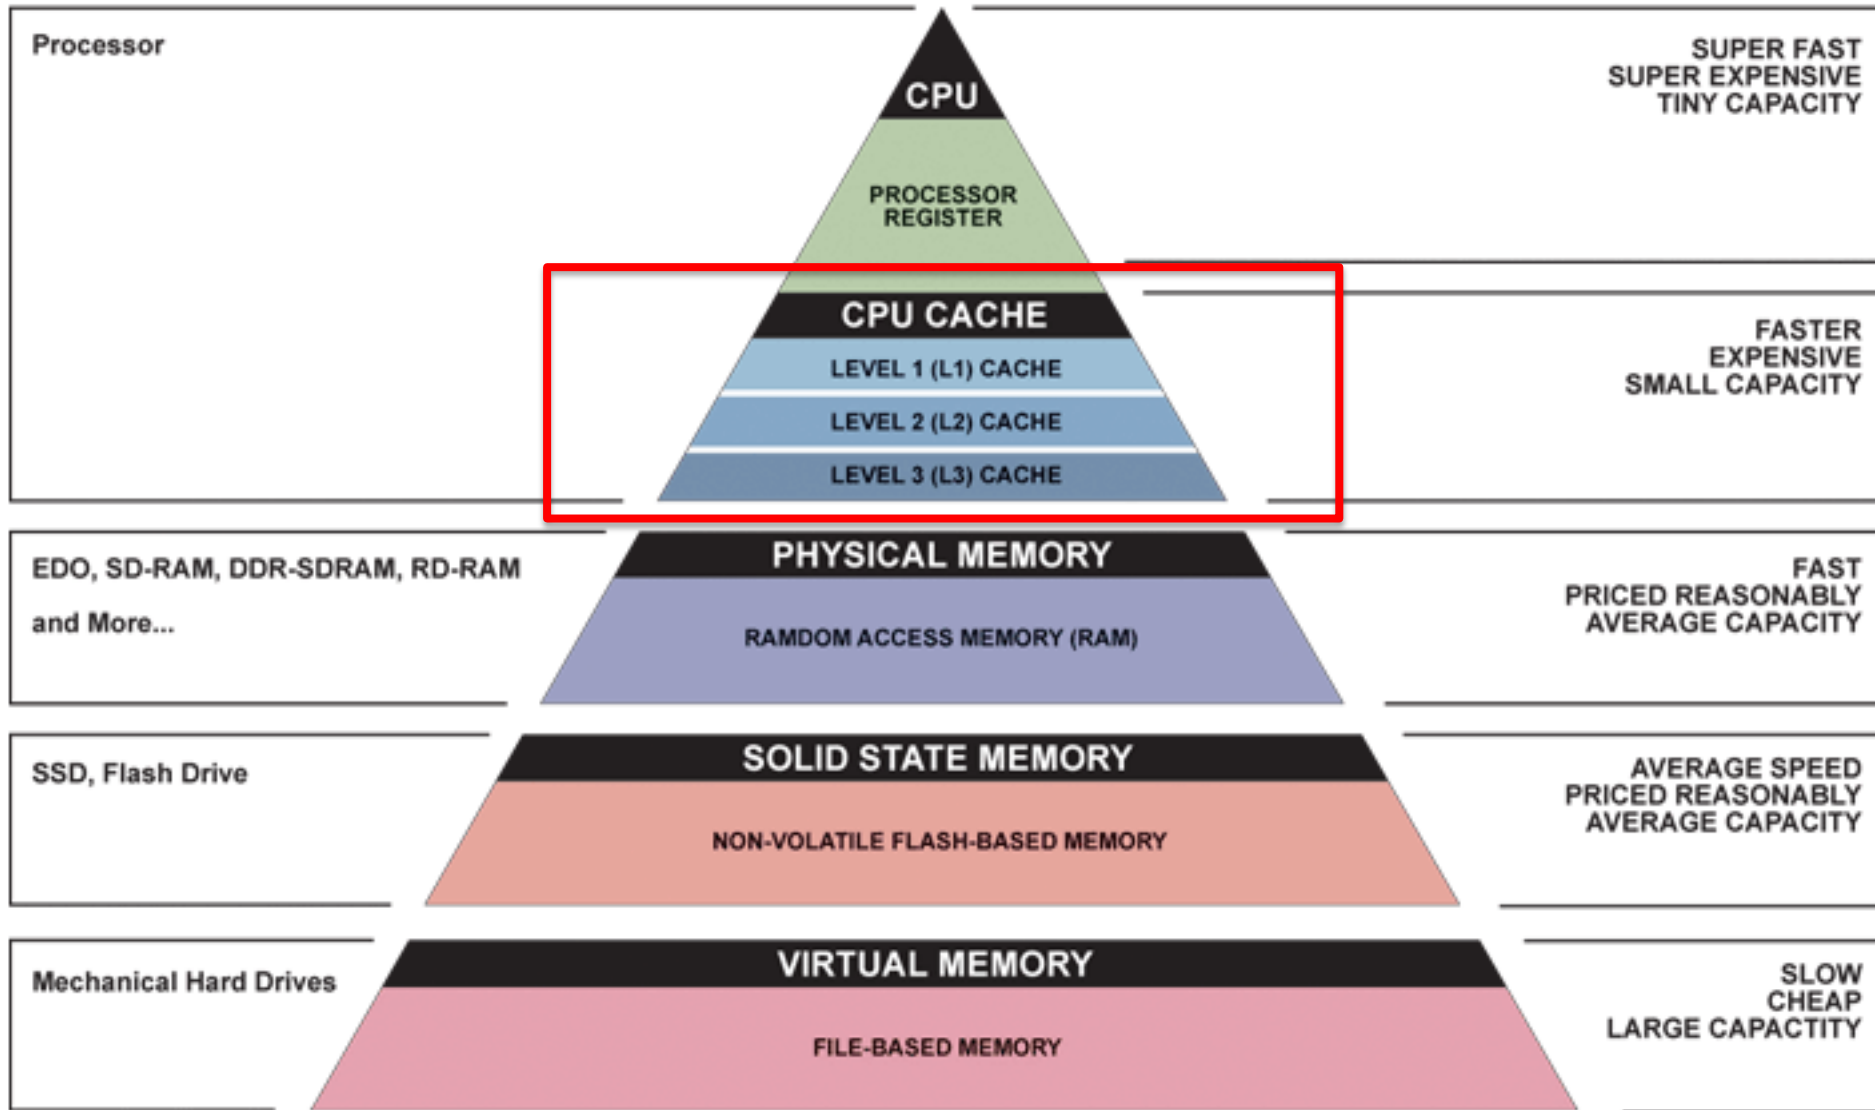 Processor
CPU
SUPER FAST
SUPER EXPENSIVE
TINY CAPACITY
PROCESSOR
REGISTER
CPU CACHE
LEVEL 1 (L1) CACHE
LEVEL 2 (L2) CACHE
LEVEL 3 (L3) CACHE
FASTER
EXPENSIVE
SMALL CAPACITY
EDO, SD-RAM, DDR-SDRAM, RD-RAM
and More...
PHYSICAL MEMORY
RAMDOM ACCESS MEMORY (RAM)
FAST
PRICED REASONABLY
AVERAGE CAPACITY
SSD, Flash Drive
SOLID STATE MEMORY
NON-VOLATILE FLASH-BASED MEMORY
AVERAGE SPEED
PRICED REASONABLY
AVERAGE CAPACITY
Mechanical Hard Drives
VIRTUAL MEMORY
FILE-BASED MEMORY
SLOW
CHEAP
LARGE CAPACTITY